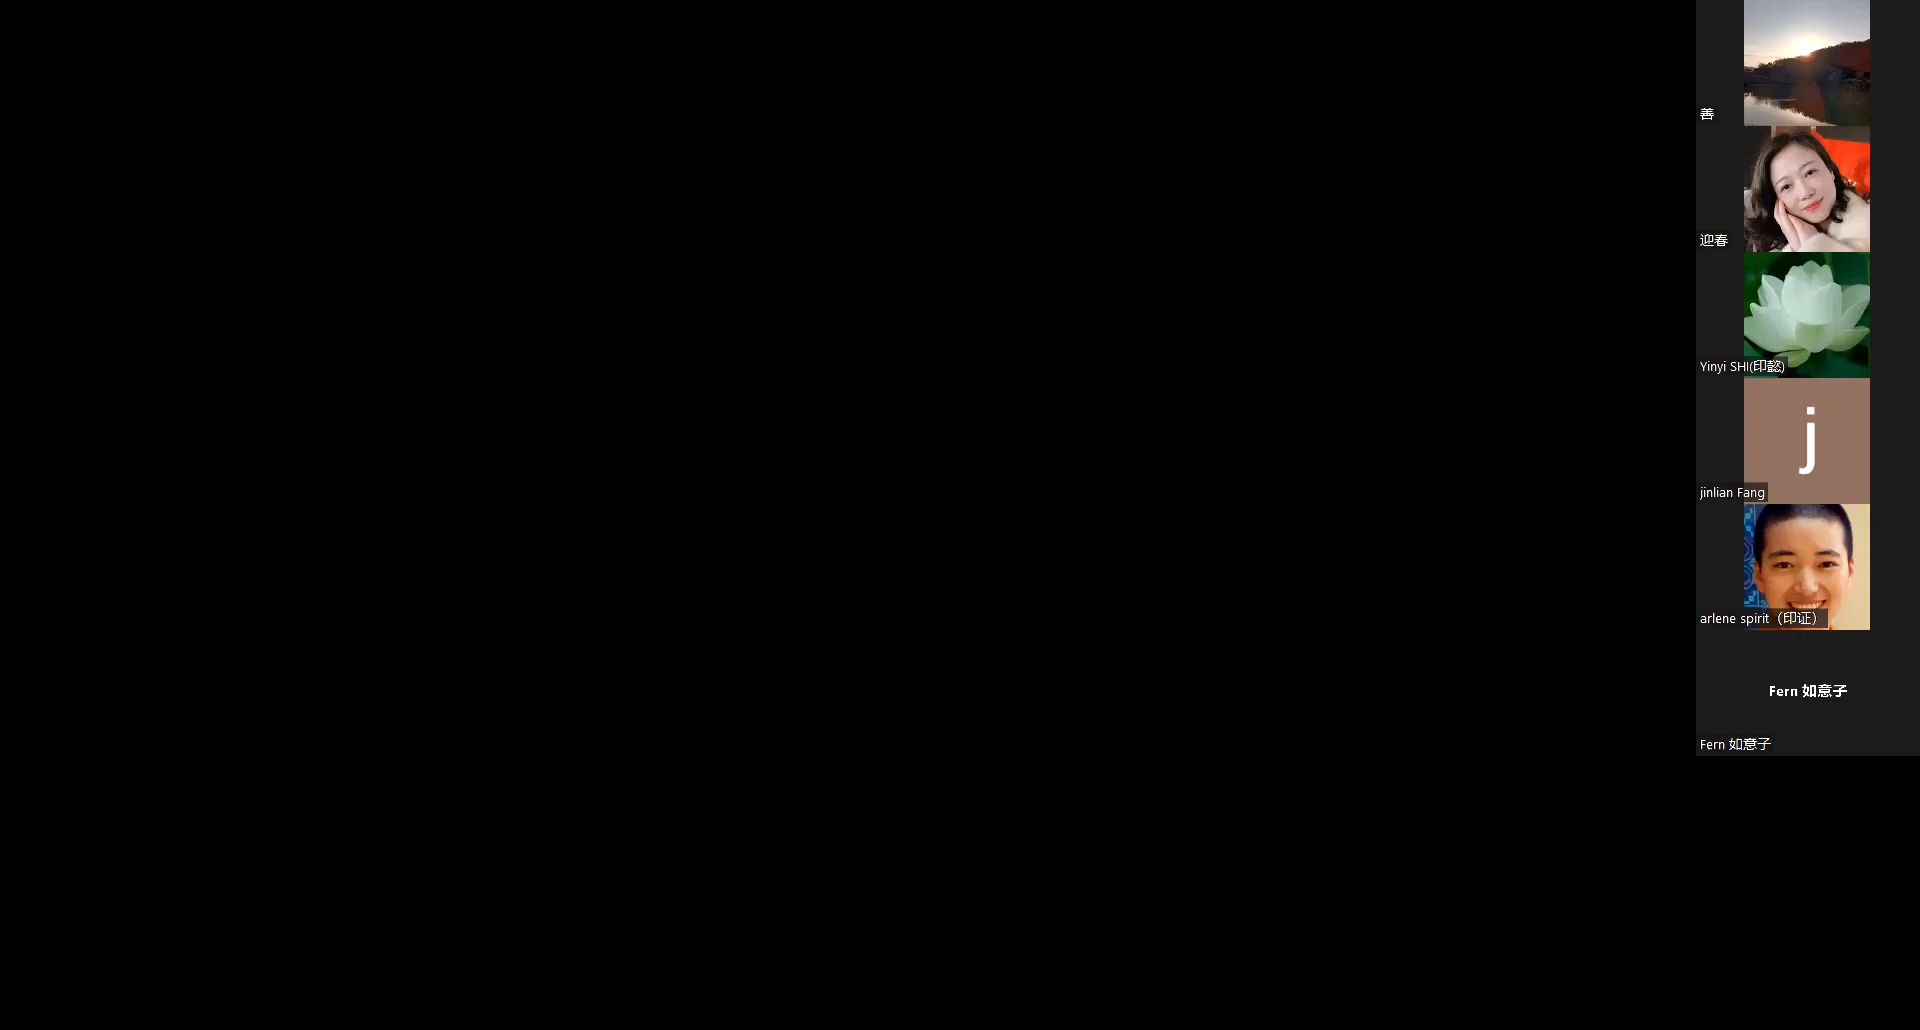 善
迎春
Yinyi SHI(印懿)
j
jinlian Fang
arlene spirit（印证）
Fern 如意子
Fern 如意子